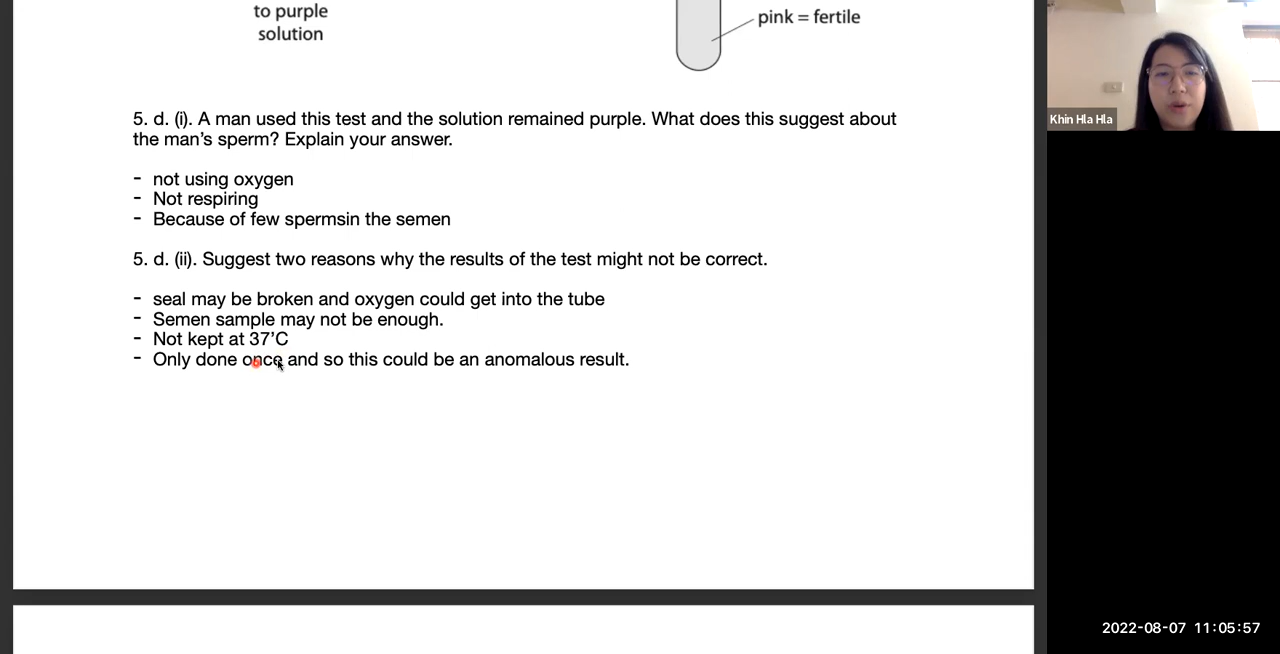 to purple
solution
pink = fertile
5. d. (i). A man used this test and the solution remained purple. What does this suggest about
the man’s sperm? Explain your answer.
- not using oxygen
- Not respiring
- Because of few spermsin the semen
5. d. (ii). Suggest two reasons why the results of the test might not be correct.
- seal may be broken and oxygen could get into the tube
- Semen sample may not be enough.
- Not kept at 37’C
- Only done once and so this could be an anomalous result.
Khin Hla Hla
2022-08-07 11:05:57